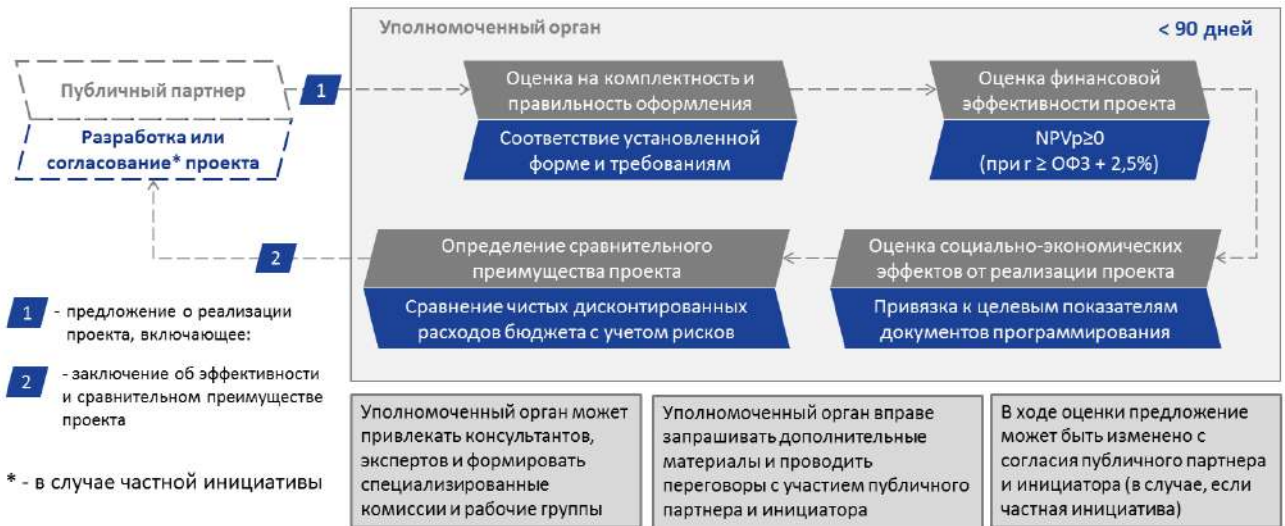 Уполномоченный орган
< 90 дней
Публичный партнер
Разработка или
согласование* проекта
1
Оценка на комплектность и
правильность оформления
Соответствие установленной
форме и требованиям
Оценка финансовой
эффективности проекта
NPVp≥0
(при r ≥ ОФЗ + 2,5%)
2
Определение сравнительного
преимущества проекта
Сравнение чистых дисконтированных
расходов бюджета с учетом рисков
Оценка социально-экономических
эффектов от реализации проекта
Привязка к целевым показателям
документов программирования
1 - предложение о реализации
проекта, включающее:
2 - заключение об эффективности
и сравнительном преимуществе
проекта
* - в случае частной инициативы
Уполномоченный орган может
привлекать консультантов,
экспертов и формировать
специализированные
комиссии и рабочие группы
Уполномоченный орган вправе
запрашивать дополнительные
материалы и проводить
переговоры с участием публичного
партнера и инициатора
В ходе оценки предложение
может быть изменено с
согласия публичного партнера
и инициатора (в случае, если
частная инициатива)